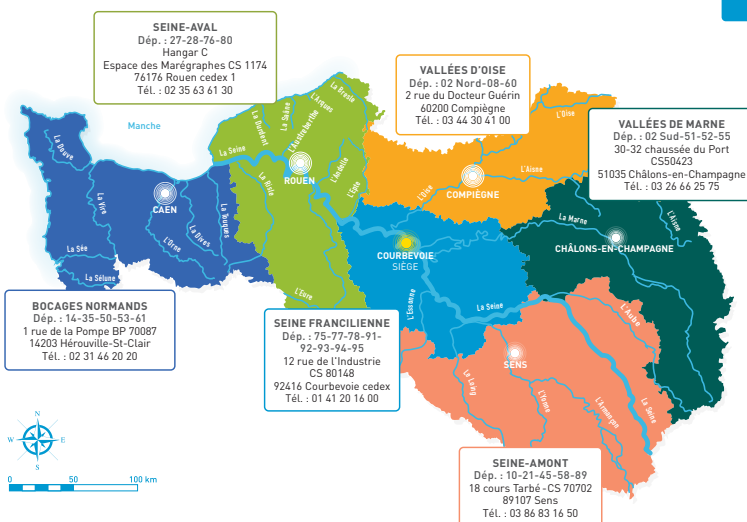 SEINE-AVAL
Dép. : 27-28-76-80
Hangar C
Espace des Marégraphes CS 1174
76176 Rouen cedex 1
Tél. : 02 35 63 61 30
VALLÉES D'OISE
Dép. : 02 Nord-08-60
2 rue du Docteur Guérin
60200 Compiègne
Tél. : 03 44 30 41 00
VALLÉES DE MARNE
Dép. : 02 Sud-51-52-55
30-32 chaussée du Port
CS50423
51035 Châlons-en-Champagne
Tél. : 03 26 66 25 75
Manche
La Bresle
L'Arques
La Saâne
La Durdent
L'Austreberthe
La Seine
L'Andelle
L'Epte
La Risle
L'Eure
ROUEN
La Douve
La Vire
CAEN
La Sée
La Sélune
L'Orne
La Dives
La Touques
L'Oise
L'Aisne
L'Oise
COMPIÈGNE
La Marne
L'Aisne
CHÂLONS-EN-CHAMPAGNE
COURBEVOIE
SIÈGE
L'Essonne
La Seine
L'Aube
SENS
Le Loing
L'Yonne
L'Armançon
La Seine
BOCAGES NORMANDS
Dép. : 14-35-50-53-61
1 rue de la Pompe BP 70087
14203 Hérouville-St-Clair
Tél. : 02 31 46 20 20
SEINE FRANCILIENNE
Dép. : 75-77-78-91-
92-93-94-95
12 rue de l'Industrie
CS 80148
92416 Courbevoie cedex
Tél. : 01 41 20 16 00
SEINE-AMONT
Dép. : 10-21-45-58-89
18 cours Tarbé -CS 70702
89107 Sens
Tél. : 03 86 83 16 50
N
W E
S
0 50 100 km